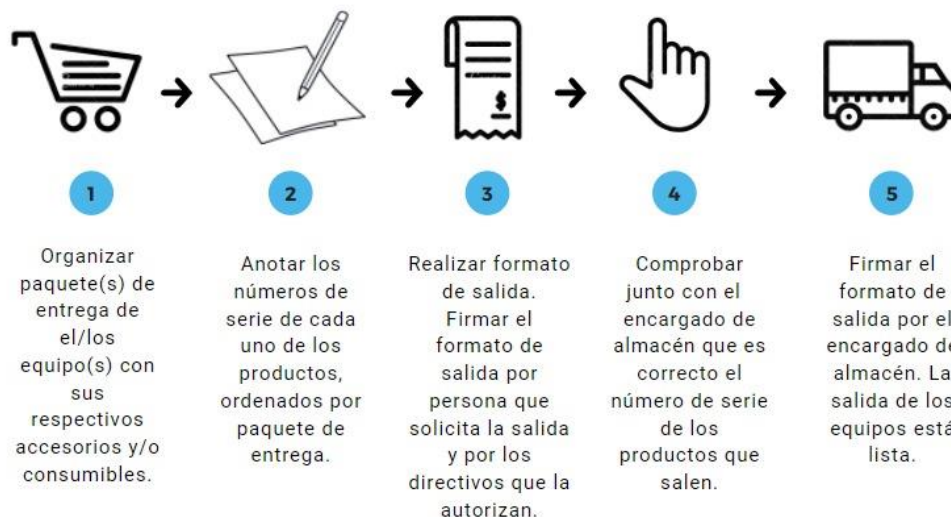 $
1
2
3
4
5
Organizar
paquete(s) de
entrega de
el/los
equipo(s) con
sus
respectivos
accesorios y/o
consumibles.
Anotar los
números de
serie de cada
uno de los
productos,
ordenados por
paquete de
entrega.
Realizar formato
de salida.
Firmar el
formato de
salida por
persona que
solicita la salida
y por los
directivos que la
autorizan.
Comprobar
junto con el
encargado de
almacén que es
correcto el
número de serie
de los
productos que
salen.
Firmar el
formato de
salida por el
encargado de
almacén. La
salida de los
equipos está
lista.